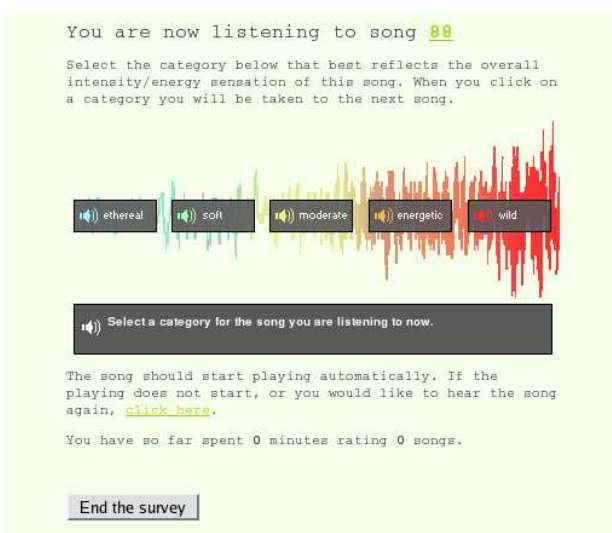 You are now listening to song 88
Select the category below that best reflects the overall
intensity/energy sensation of this song. When you click on
a category you will be taken to the next song.
ethereal soft moderate energetic wild
Select a category for the song you are listening to now.
The song should start playing automatically. If the
playing does not start, or you would like to hear the song
again, click here.
You have so far spent 0 minutes rating 0 songs.
End the survey